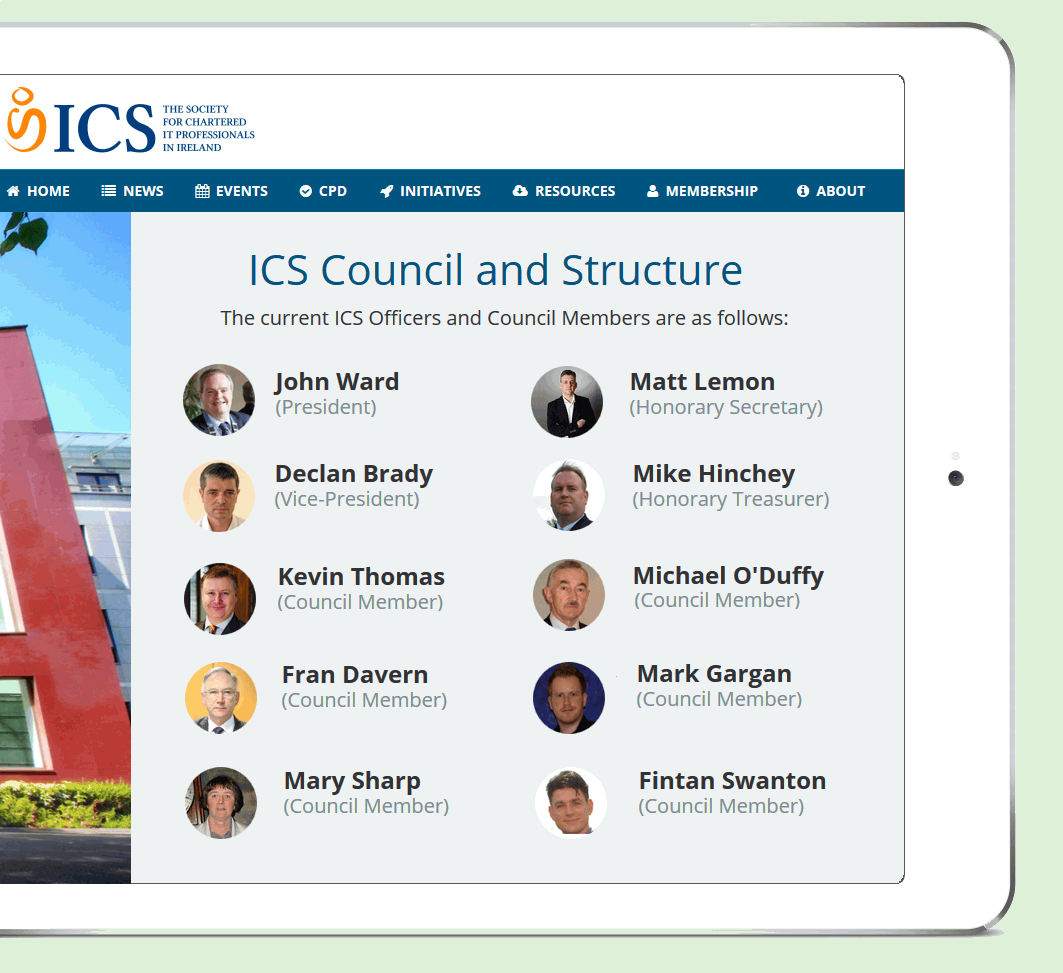 ICS
THE SOCIETY
FOR CHARTERED
IT PROFESSIONALS
IN IRELAND
HOME NEWS EVENTS CPD INITIATIVES RESOURCES MEMBERSHIP ABOUT
ICS Council and Structure
The current ICS Officers and Council Members are as follows:
John Ward
(President)
Matt Lemon
(Honorary Secretary)
Declan Brady
(Vice-President)
Mike Hinchey
(Honorary Treasurer)
Kevin Thomas
(Council Member)
Michael O'Duffy
(Council Member)
Fran Davern
(Council Member)
Mark Gargan
(Council Member)
Mary Sharp
(Council Member)
Fintan Swanton
(Council Member)